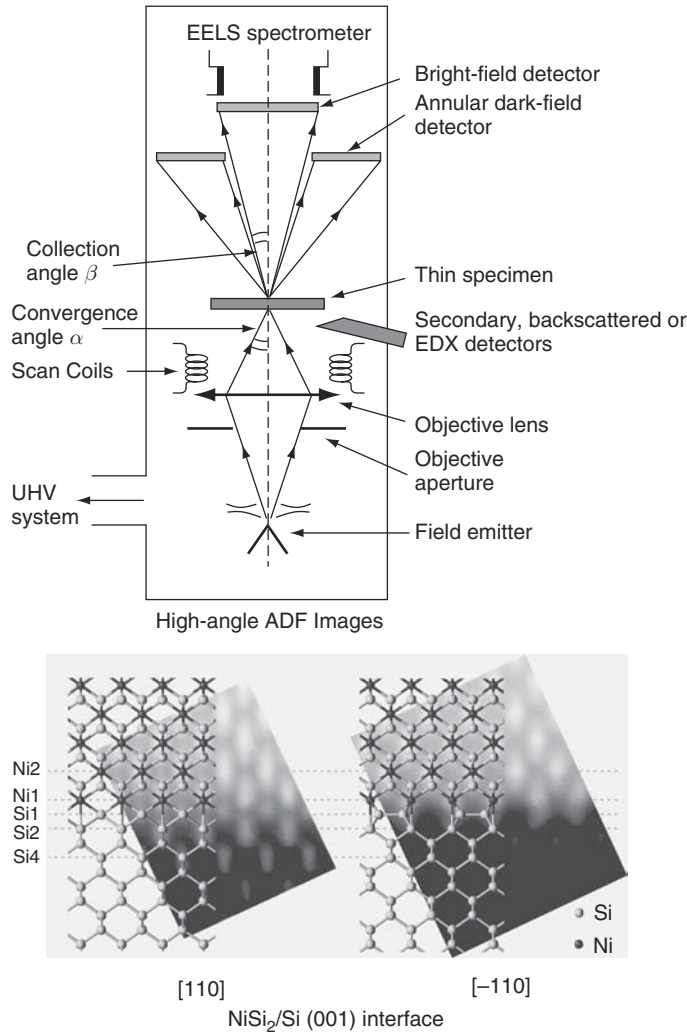 EELS spectrometer
Bright-field detector
Annular dark-field
detector
Collection
angle β
Thin specimen
Convergence
angle α
Secondary, backscattered or
EDX detectors
Scan Coils
Objective lens
Objective
aperture
UHV
system
Field emitter
High-angle ADF Images
Ni2
Ni1
Si1
Si2
Si4
Si
Ni
[110]
[–110]
NiSi2/Si (001) interface